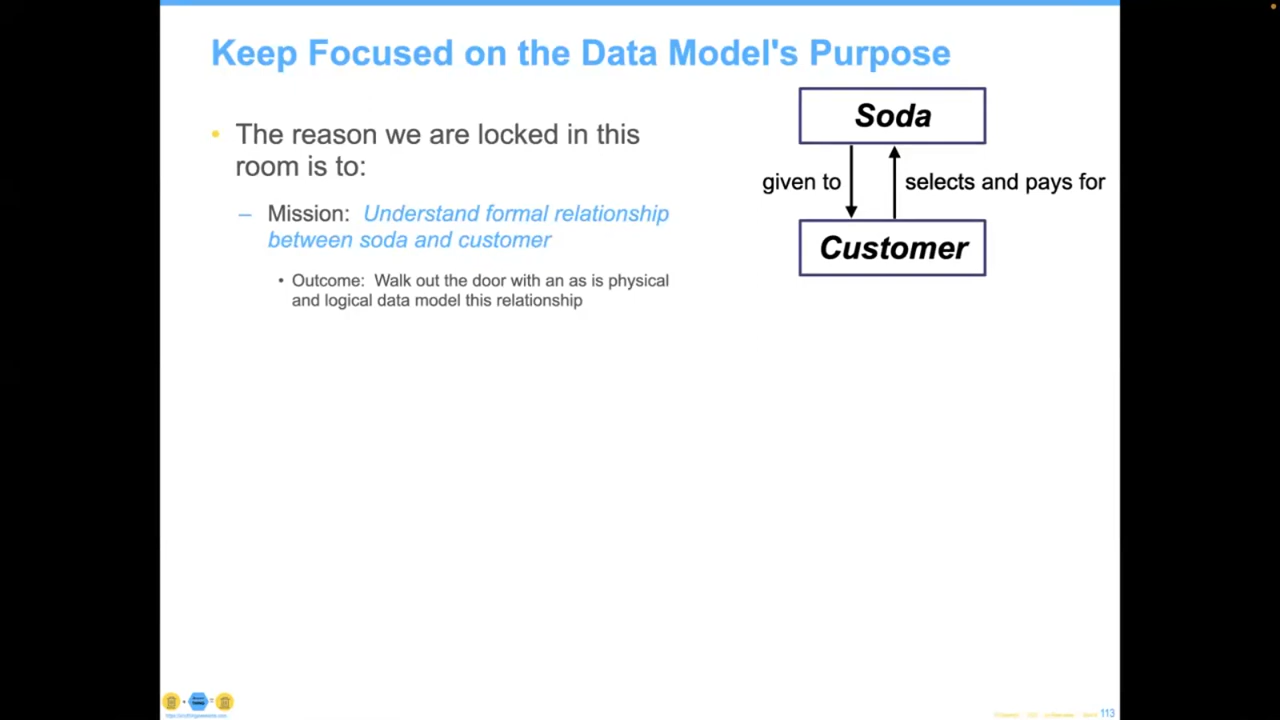 Keep Focused on the Data Model's Purpose
• The reason we are locked in this
room is to:
– Mission: Understand formal relationship
between soda and customer
• Outcome: Walk out the door with an as is physical
and logical data model this relationship
Soda
given to
selects and pays for
Customer
113